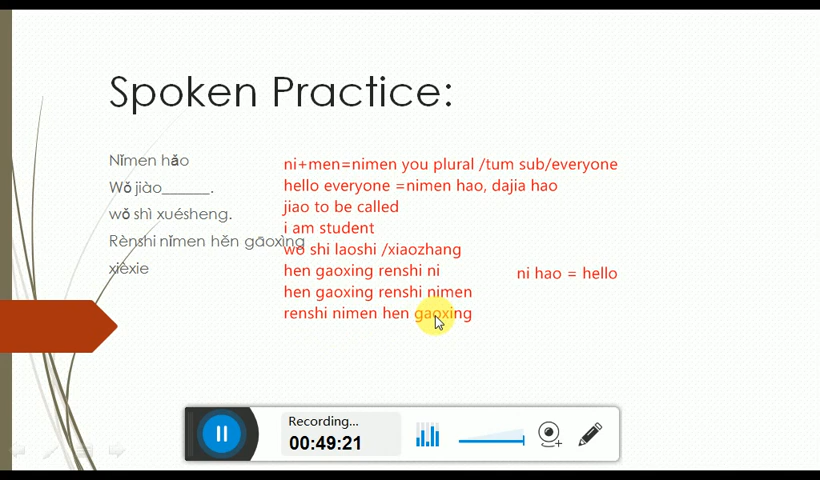 Spoken Practice:
Nǐmen hǎo
Wǒ jiào______.
wǒ shì xuésheng.
Rènshi nǐmen hěn gāoxìng
xièxie
ni+men=nimen you plural /tum sub/everyone
hello everyone =nimen hao, dajia hao
jiao to be called
i am student
wo shi laoshi /xiaozhang
hen gaoxing renshi ni
hen gaoxing renshi nimen
renshi nimen hen gaoxing
ni hao = hello
Recording...
00:49:21